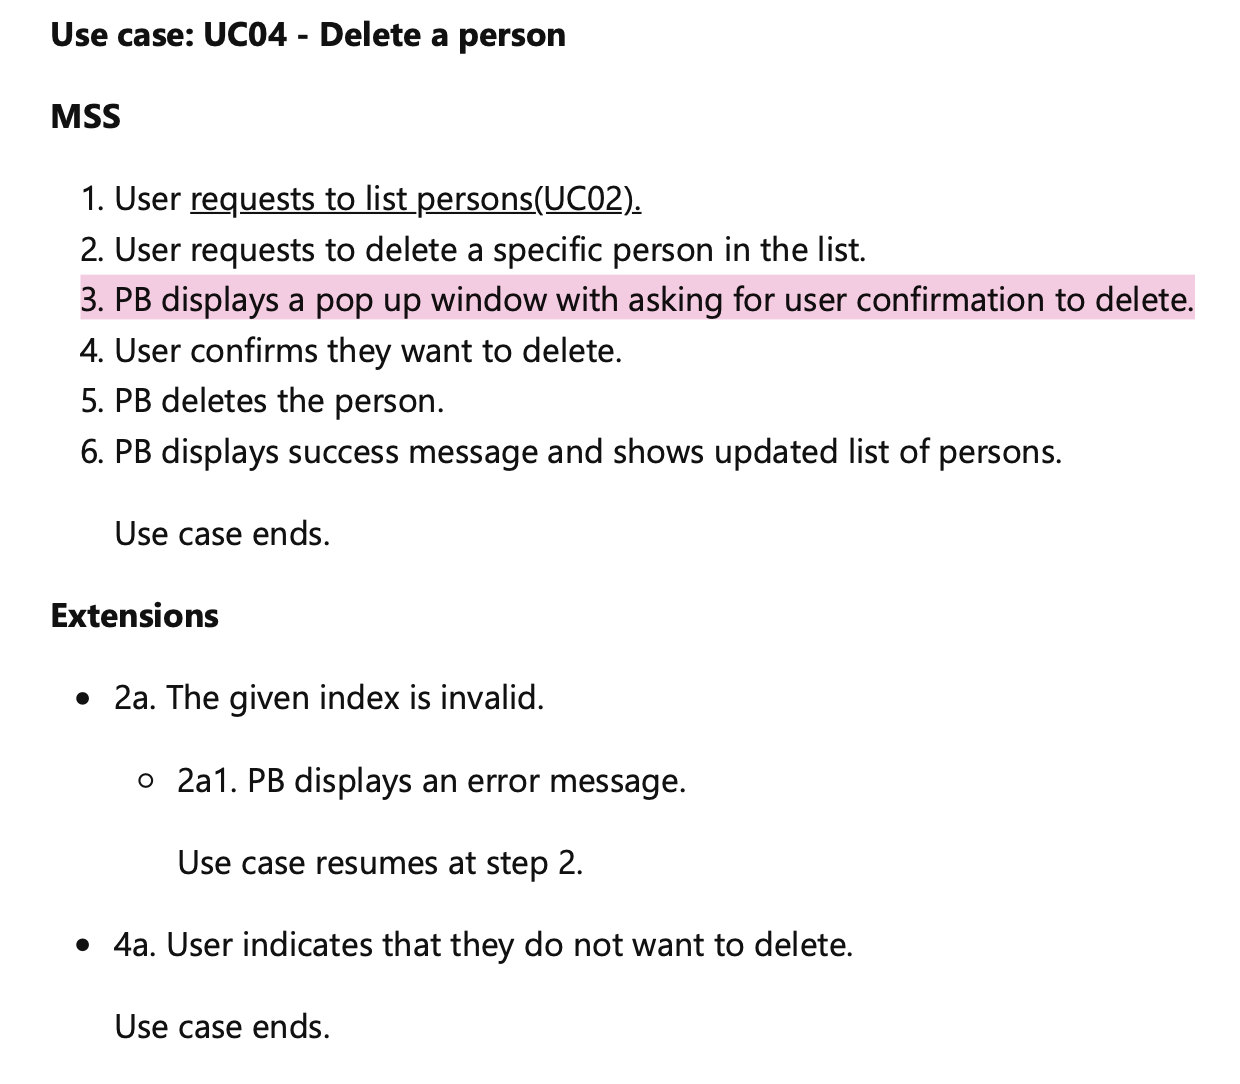 Use case: UC04 - Delete a person
MSS
1. User requests to list persons(UC02).
2. User requests to delete a specific person in the list.
3. PB displays a pop up window with asking for user confirmation to delete.
4. User confirms they want to delete.
5. PB deletes the person.
6. PB displays success message and shows updated list of persons.
Use case ends.
Extensions
• 2a. The given index is invalid.
○ 2a1. PB displays an error message.
Use case resumes at step 2.
• 4a. User indicates that they do not want to delete.
Use case ends.